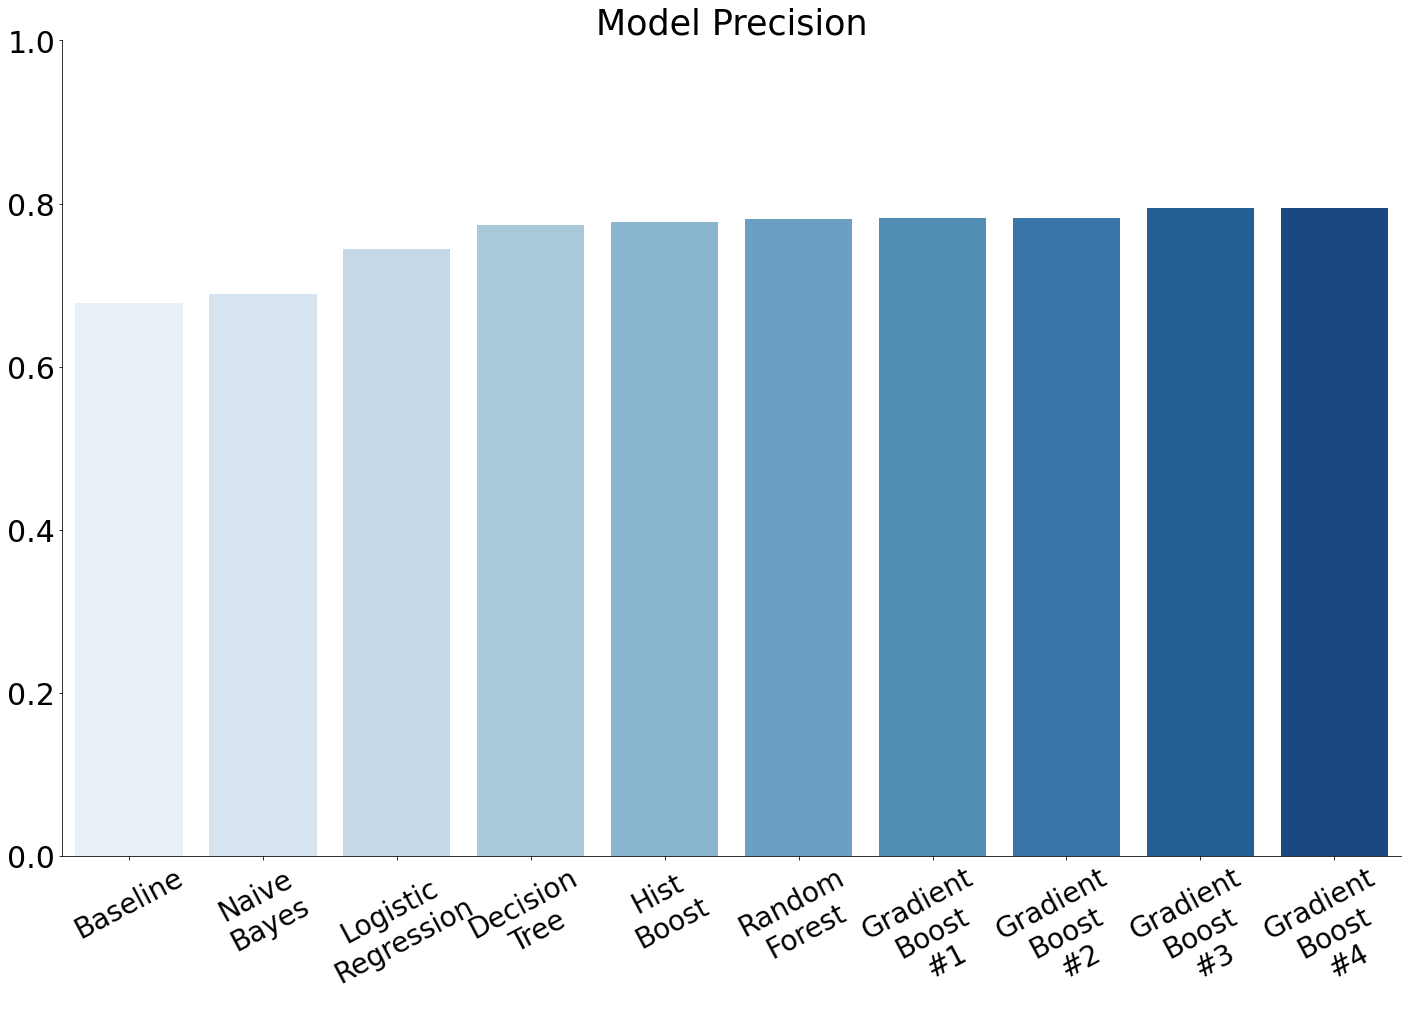 Model Precision
1.0
0.8
0.6
0.4
0.2
0.0
Baseline
Naive
Bayes
Logistic
Regression
Decision
Tree
Hist
Boost
Random
Forest
Gradient
Boost
#1
Gradient
Boost
#2
Gradient
Boost
#3
Gradient
Boost
#4